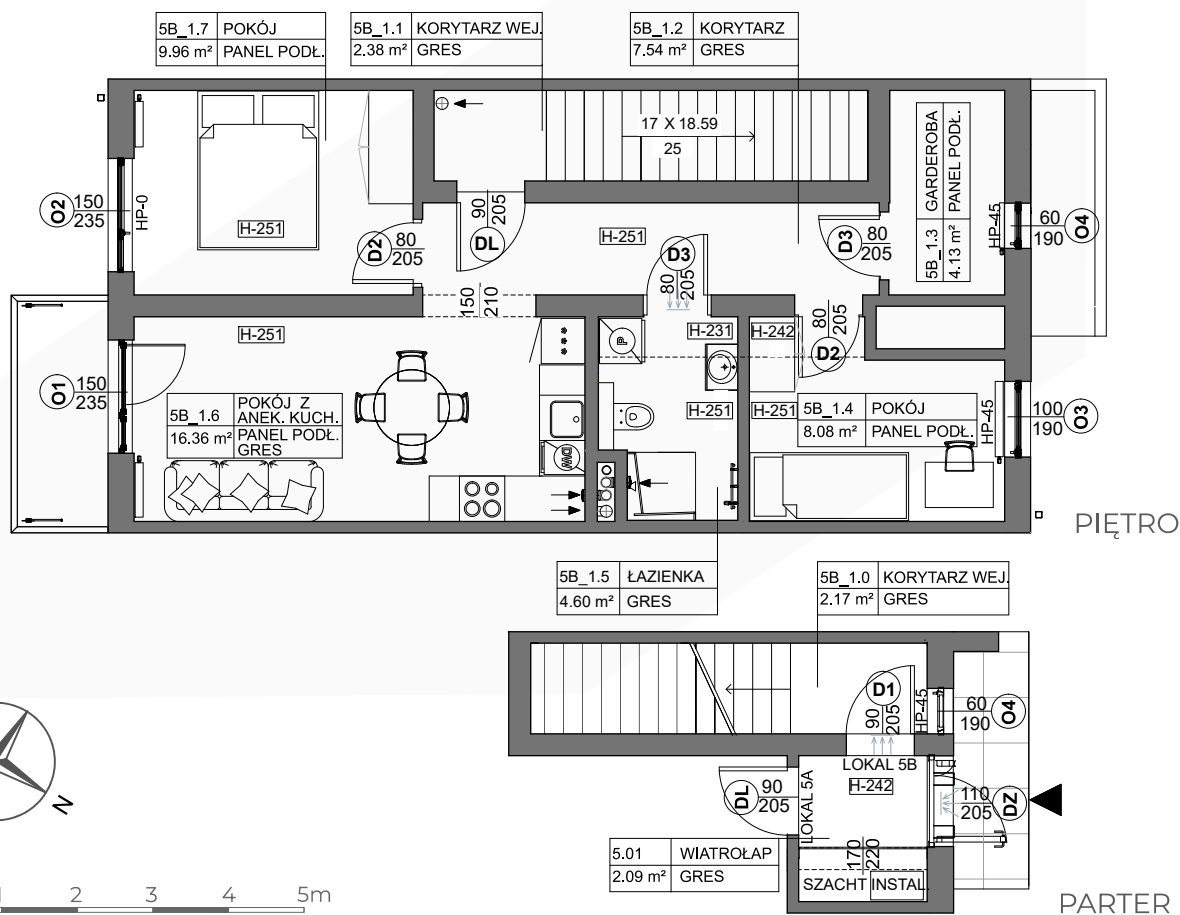 5B_1.7 POKÓJ
9.96 m² PANEL PODŁ.
5B_1.1 KORYTARZ WEJ.
2.38 m² GRES
5B_1.2 KORYTARZ
7.54 m² GRES
17 X 18.59
25
5B_1.3 GARDEROBA
4.13 m² PANEL PODŁ.
O2 150
235
HP-0
H-251
D2 80
205
90
205
DL
H-251
D3
80
205
D3 80
205
HP-45
60
190
O4
150
210
H-251
O1 150
235
5B_1.6 POKÓJ Z
ANEK. KUCH.
16.36 m² PANEL PODŁ.
GRES
DW
P
H-231
H-251
H-242
80
205
D2
H-251
5B_1.4 POKÓJ
8.08 m² PANEL PODŁ.
HP-45
100
190
O3
PIĘTRO
5B_1.5 ŁAZIENKA
4.60 m² GRES
5B_1.0 KORYTARZ WEJ.
2.17 m² GRES
D1
90
205
HP-45
60
190
O4
LOKAL 5B
H-242
LOKAL 5A
DL 90
205
110
205
DZ
5.01 WIATROŁAP
2.09 m² GRES
170
220
SZACHT INSTAL.
N
1 2 3 4 5m
PARTER